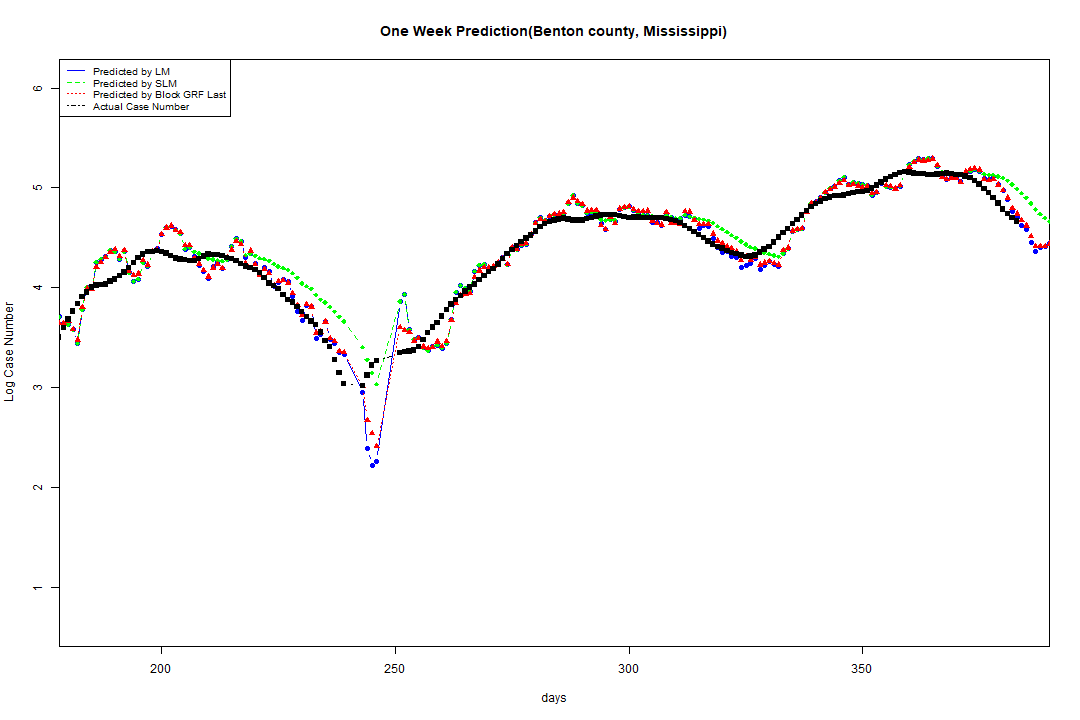 One Week Prediction(Benton county, Mississippi)
Predicted by LM
Predicted by SLM
Predicted by Block GRF Last
Actual Case Number
6
5
4
3
2
1
Log Case Number
200
250
300
350
days